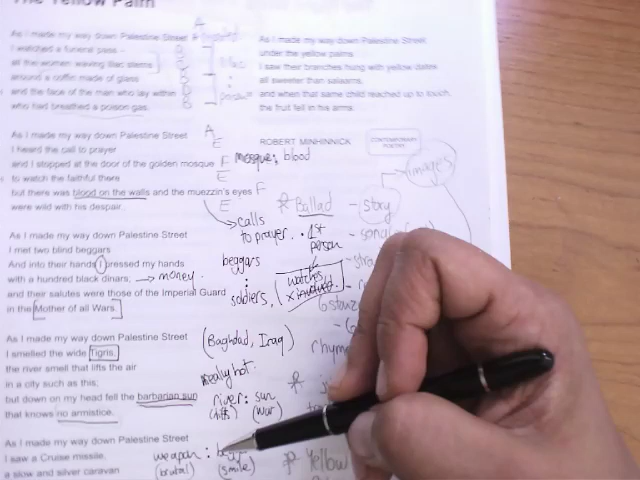 The Yellow Palm
As I made my way down Palestine Street
I watched a funeral pass -
all the women waving lilac stems
around a coffin made of glass
and the face of the man who lay within
who had breathed a poison gas.
As I made my way down Palestine Street
I heard the call to prayer
and I stopped at the door of the golden mosque
to watch the faithful there
but there was blood on the walls and the muezzin's eyes
were wild with his despair.
As I made my way down Palestine Street
I met two blind beggars
And into their hands I pressed my hands
with a hundred black dinars,
and their salutes were those of the Imperial Guard
in the Mother of all Wars.
As I made my way down Palestine Street
I smelled the wide Tigris,
the river smell that lifts the air
in a city such as this;
but down on my head fell the barbarian sun
that knows no armistice.
As I made my way down Palestine Street
I saw a Cruise missile,
a slow and silver caravan
As I made my way down Palestine Street
under the yellow palms
I saw their branches hung with yellow dates
all sweeter than salaams,
and when that same child reached up to touch,
the fruit fell in his arms.
ROBERT MINHINNICK
CONTEMPORARY
POETRY
A
B
A
E
F
E
F
E
mosque: blood
calls
to prayer.
→ money.
beggars
:
soldiers,
(Baghdad, Iraq)
really hot.
river: sun
(lifts) (war)
weapon :
(brutal) (smile)
images
Ballad
- story
1st
person
watches
x involved.
rhyme
Yellow